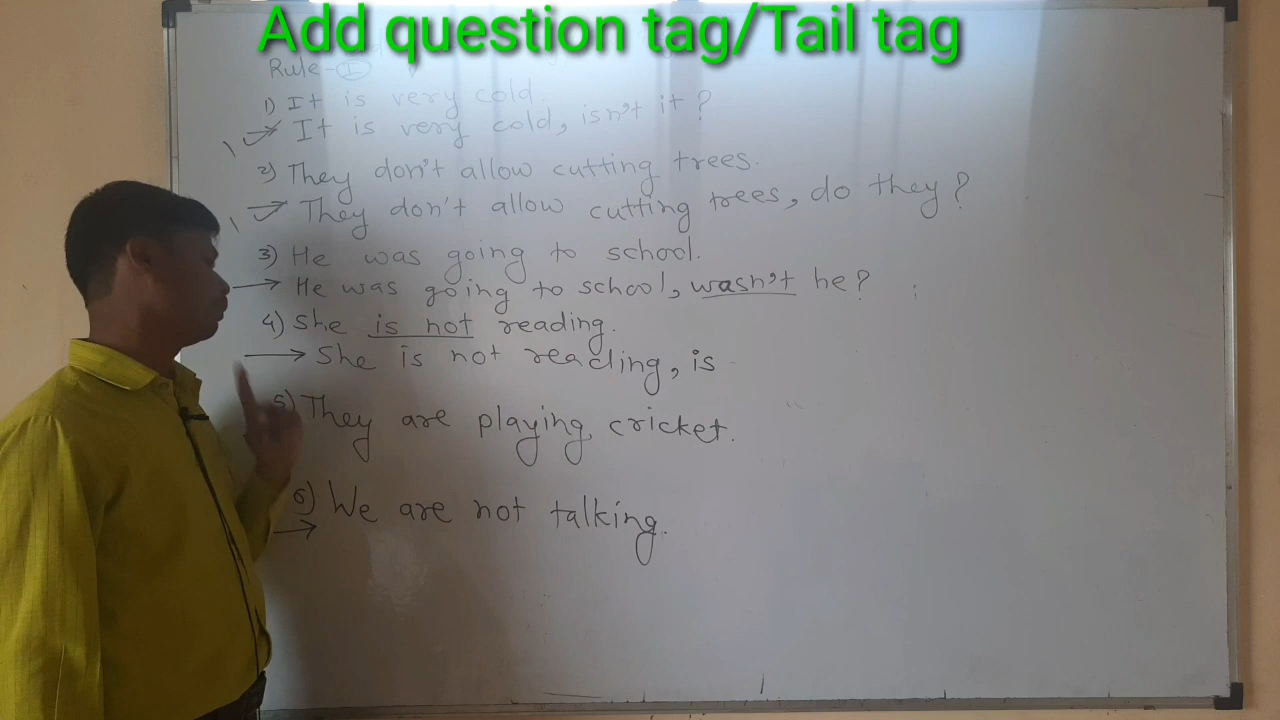 Add question tag/Tail tag
Rule-I
1) It is very cold.
It is very cold, isn't it?
2) They don't allow cutting trees.
They don't allow cutting trees, do they?
3) He was going to school.
He was going to school, wasn't he?
4) She is not reading.
She is not reading, is
5) They are playing cricket.
6) We are not talking.